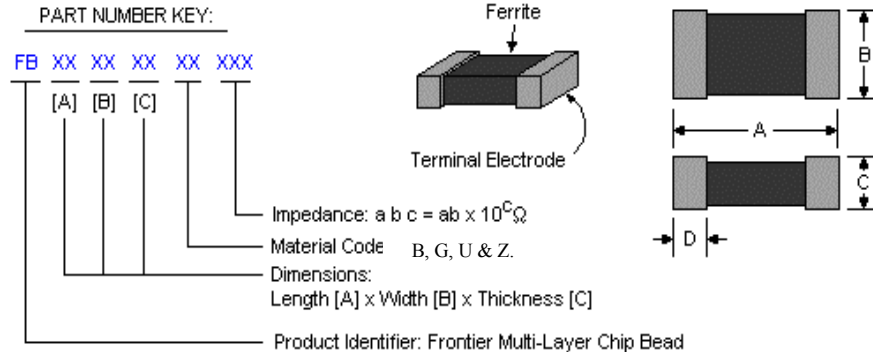 PART NUMBER KEY:
FB XX XX XX XX XXX
[A] [B] [C]
Impedance: a b c = ab x 10^CΩ
Material Code B, G, U & Z.
Dimensions:
Length [A] x Width [B] x Thickness [C]
Product Identifier: Frontier Multi-Layer Chip Bead
Ferrite
Terminal Electrode
B
A
C
D